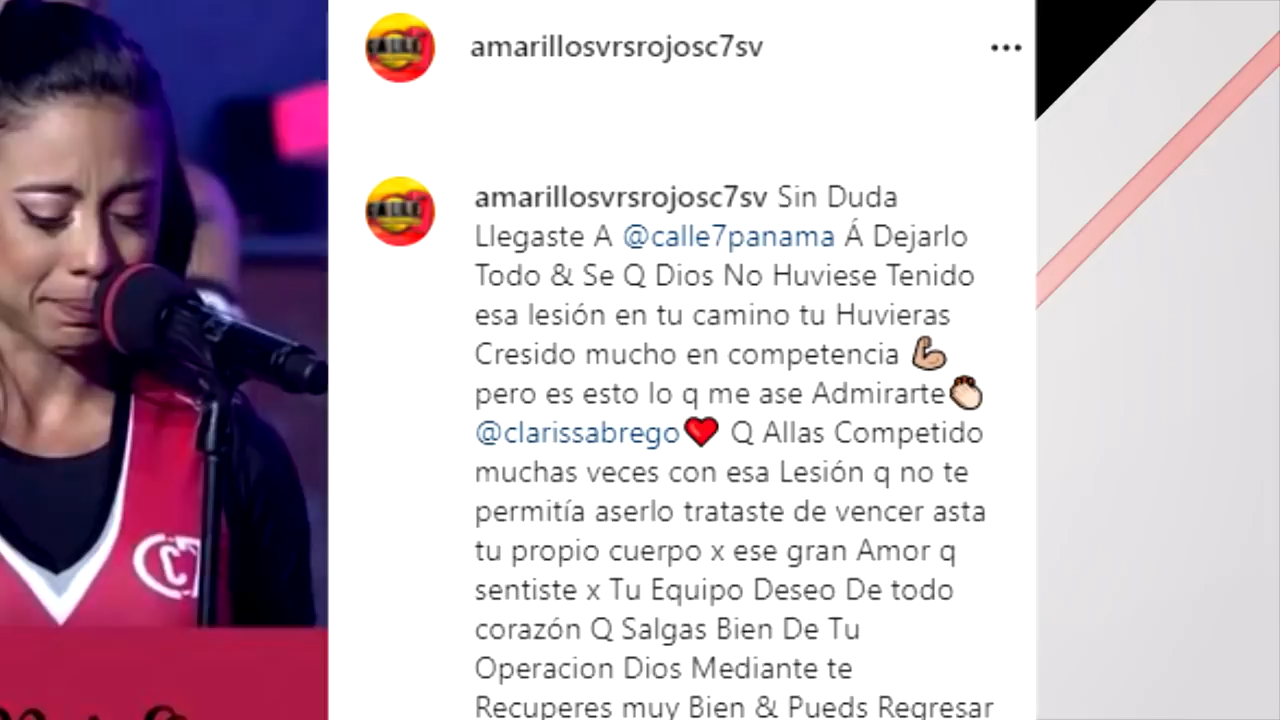 CALLE
amarillosvrsrojosc7sv
CALLE
amarillosvrsrojosc7sv Sin Duda
Llegaste A @calle7panama Á Dejarlo
Todo & Se Q Dios No Huviese Tenido
esa lesión en tu camino tu Huvieras
Cresido mucho en competencia 💪🏼
pero es esto lo q me ase Admirarte👏🏻
@clarissabrego❤️ Q Allas Competido
muchas veces con esa Lesión q no te
permitía aserlo trataste de vencer asta
tu propio cuerpo x ese gran Amor q
sentiste x Tu Equipo Deseo De todo
corazón Q Salgas Bien De Tu
Operacion Dios Mediante te
Recuperes muy Bien & Pueds Regresar
C7